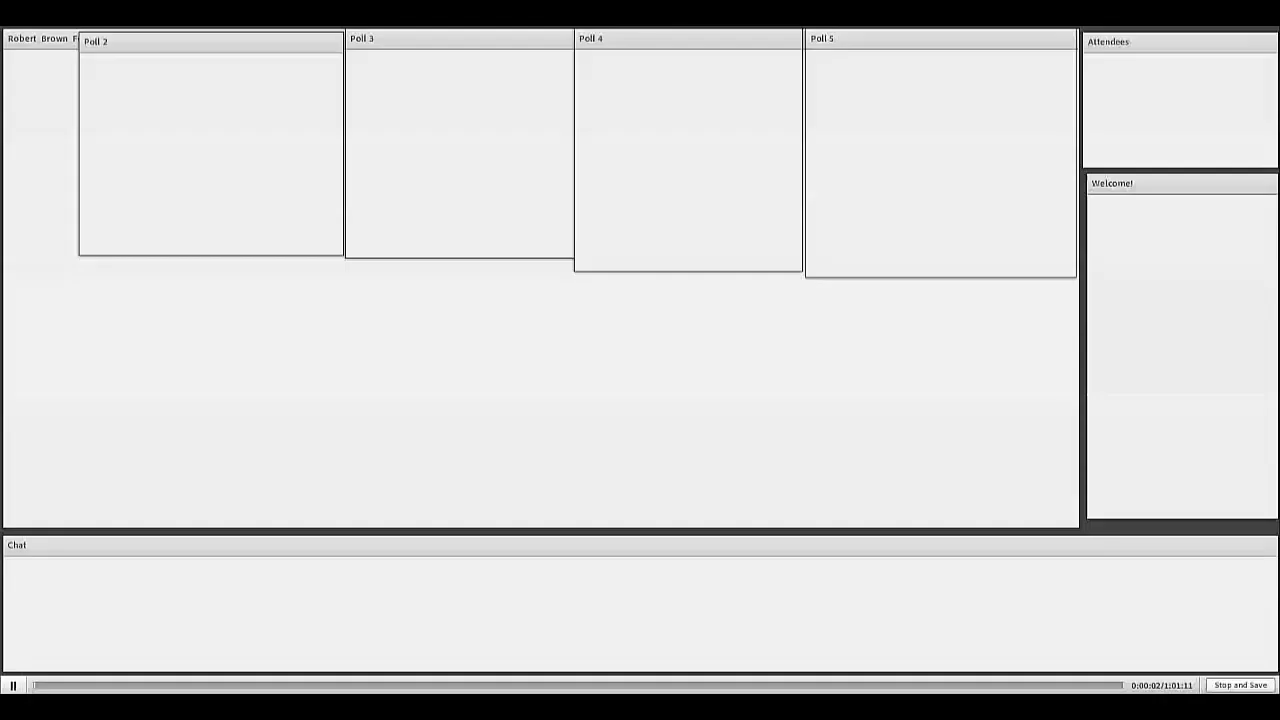 Robert Brown F
Poll 2
Poll 3
Poll 4
Poll 5
Attendees
Welcome!
Chat
0:00:02/1:01:11
Stop and Save